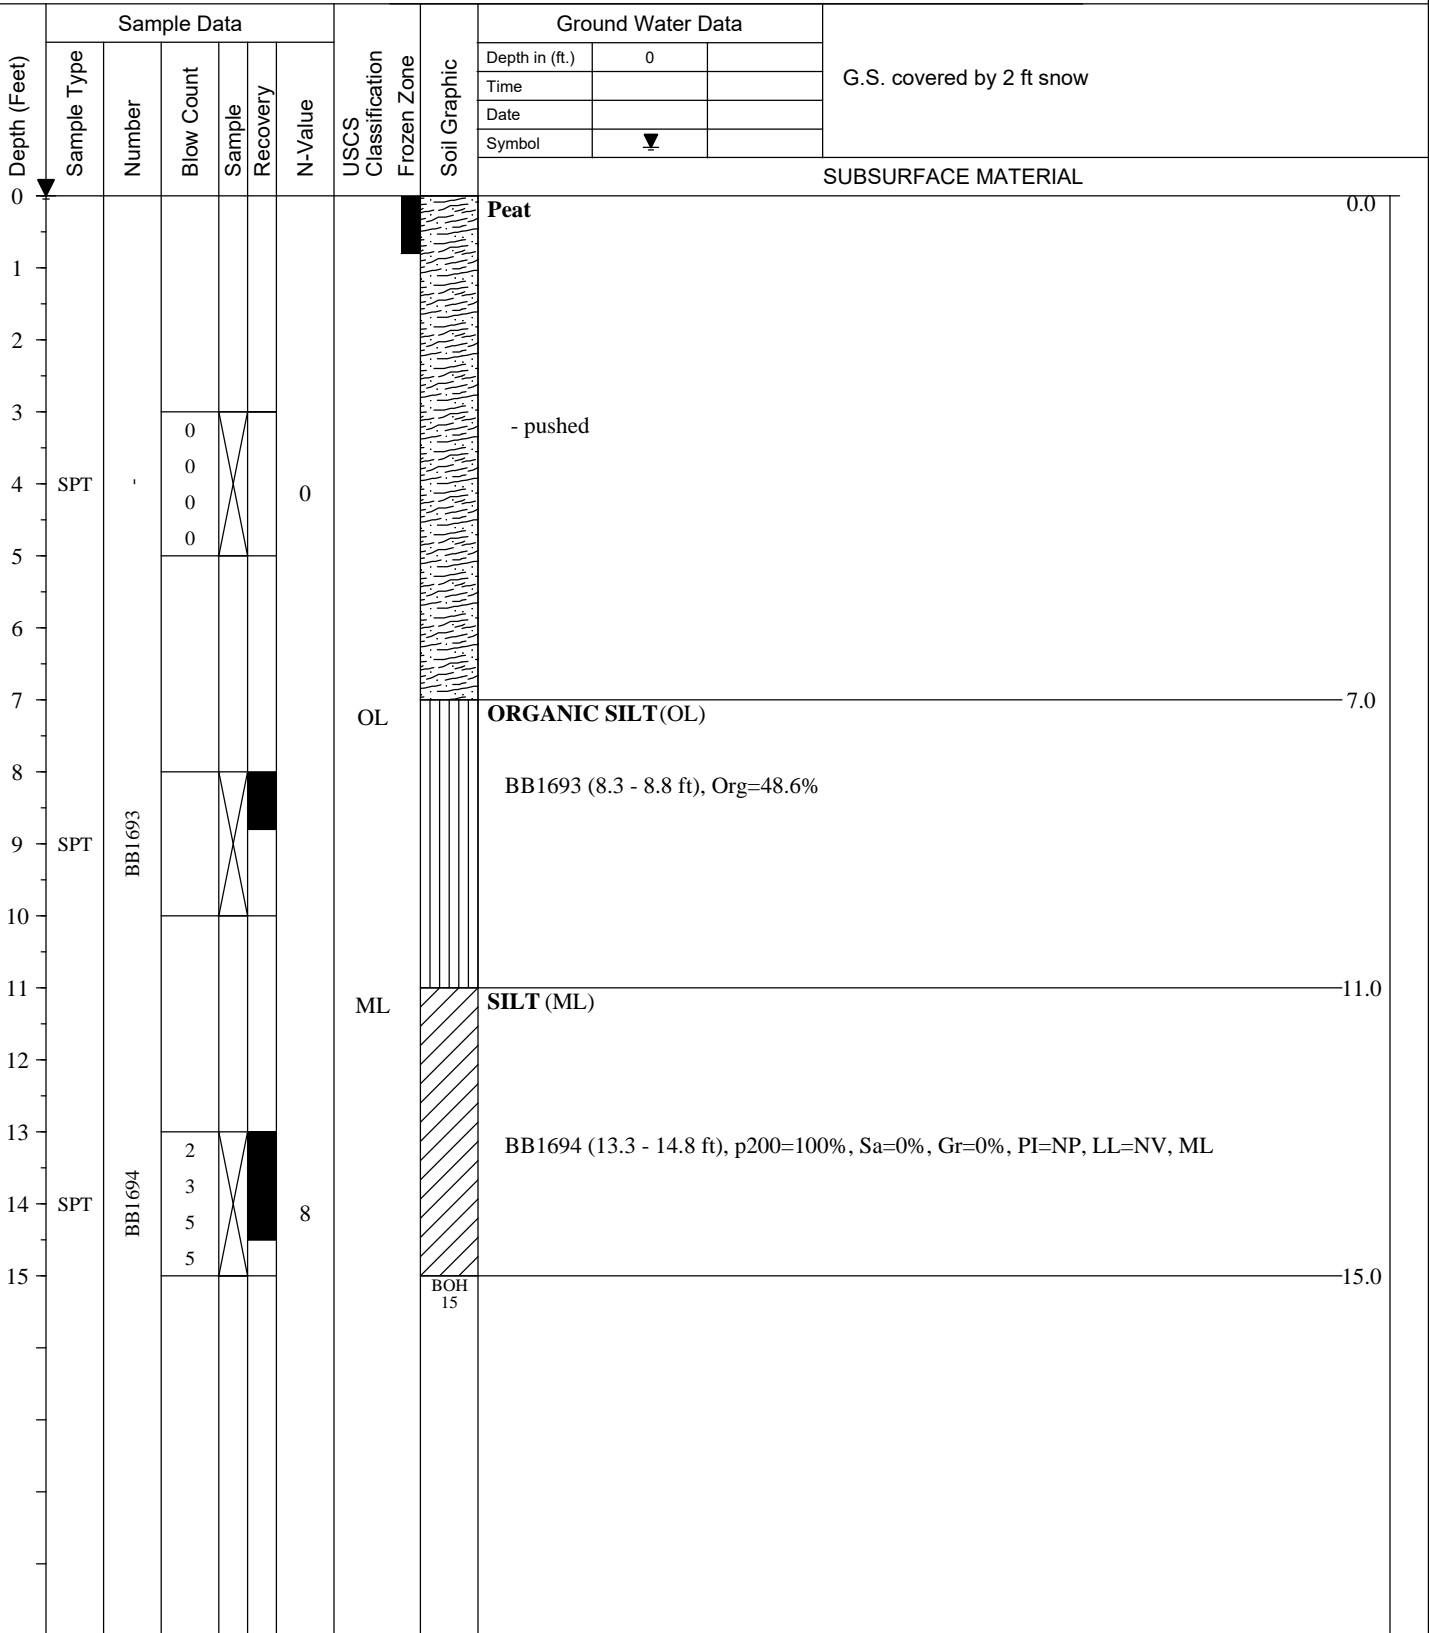 Sample Data
Ground Water Data
Depth (Feet)
Sample Type
Number
Blow Count
Sample
Recovery
N-Value
USCS
Classification
Frozen Zone
Soil Graphic
Depth in (ft.) 0
Time
Date
Symbol
G.S. covered by 2 ft snow
SUBSURFACE MATERIAL
0 Peat 0.0
1
2
3
0 - pushed
0
4 SPT - 0
0
0
5
6
7 7.0
OL ORGANIC SILT(OL)
8
BB1693 (8.3 - 8.8 ft), Org=48.6%
9 SPT BB1693
10
11 11.0
ML SILT (ML)
12
13
2 BB1694 (13.3 - 14.8 ft), p200=100%, Sa=0%, Gr=0%, PI=NP, LL=NV, ML
3
14 SPT BB1694 8
5
5
15 15.0
BOH
15